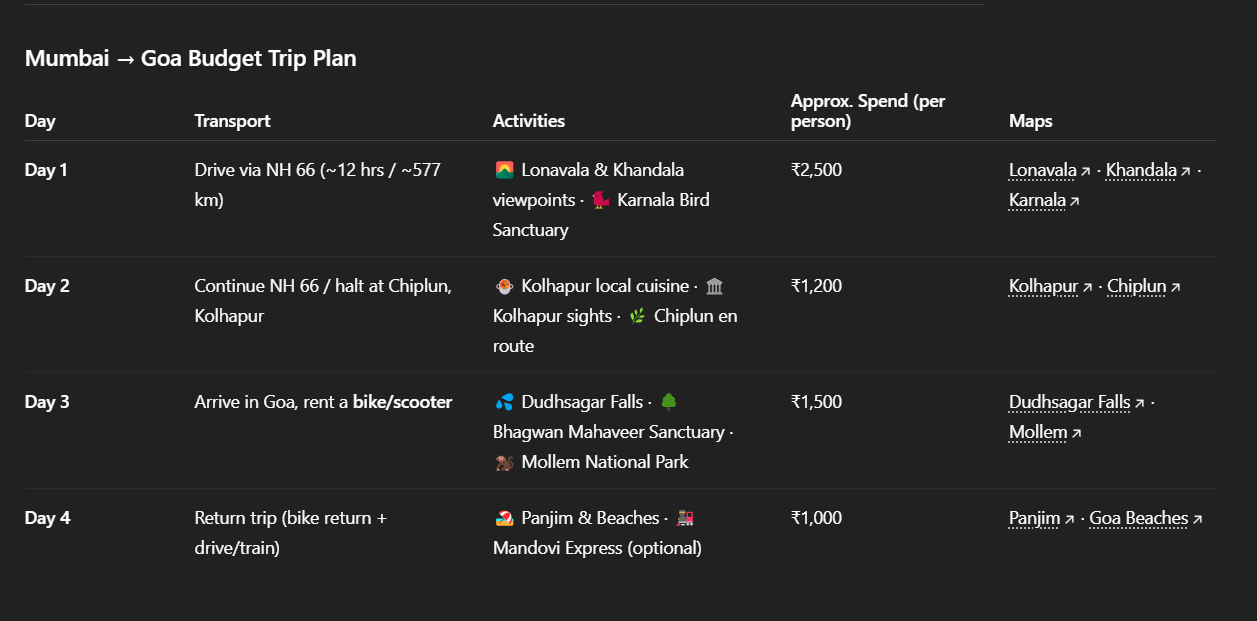 Mumbai → Goa Budget Trip Plan
Day
Transport
Activities
Approx. Spend (per
person)
Maps
Day 1
Drive via NH 66 (~12 hrs / ~577
km)
🌄 Lonavala & Khandala
viewpoints · 🐦 Karnala Bird
Sanctuary
₹2,500
Lonavala ↗ · Khandala ↗ ·
Karnala ↗
Day 2
Continue NH 66 / halt at Chiplun,
Kolhapur
🍲 Kolhapur local cuisine · 🏛
Kolhapur sights · 🌿 Chiplun en
route
₹1,200
Kolhapur ↗ · Chiplun ↗
Day 3
Arrive in Goa, rent a bike/scooter
💦 Dudhsagar Falls · 🌳
Bhagwan Mahaveer Sanctuary ·
🐒 Mollem National Park
₹1,500
Dudhsagar Falls ↗ ·
Mollem ↗
Day 4
Return trip (bike return +
drive/train)
🏖 Panjim & Beaches · 🚂
Mandovi Express (optional)
₹1,000
Panjim ↗ · Goa Beaches ↗